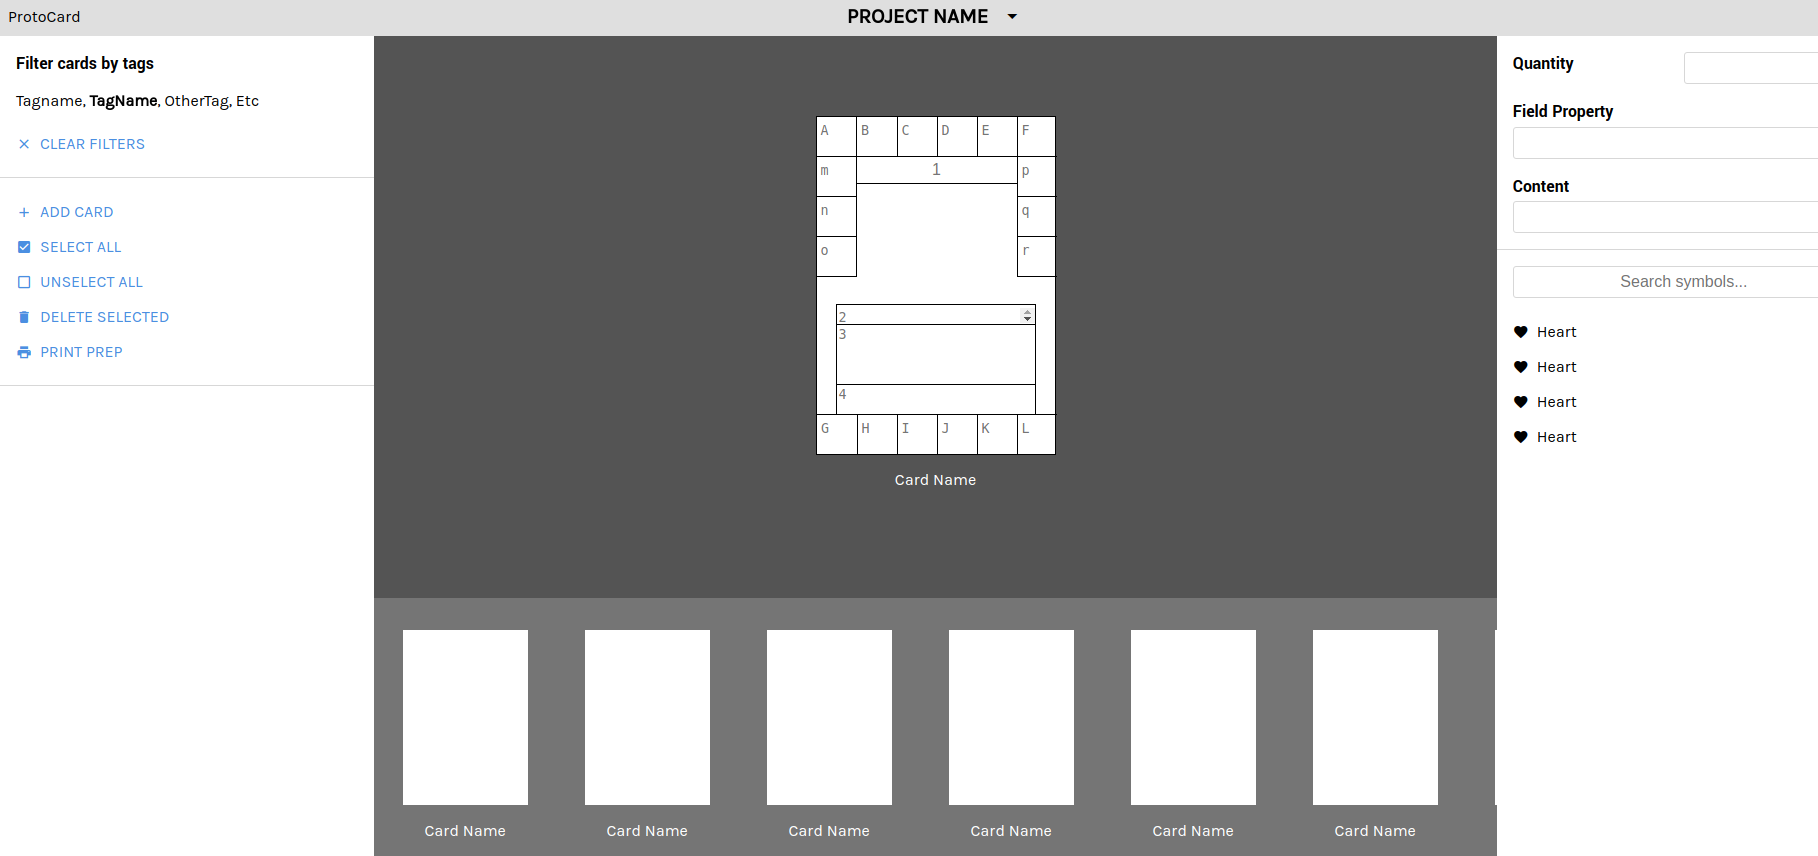 ProtoCard
PROJECT NAME
Filter cards by tags
Tagname, TagName, OtherTag, Etc
CLEAR FILTERS
ADD CARD
SELECT ALL
UNSELECT ALL
DELETE SELECTED
PRINT PREP
A B C D E F
m 1 p
n q
o r
2
3
4
G H I J K L
Card Name
Card Name Card Name Card Name Card Name Card Name Card Name
Quantity
Field Property
Content
Search symbols...
Heart
Heart
Heart
Heart